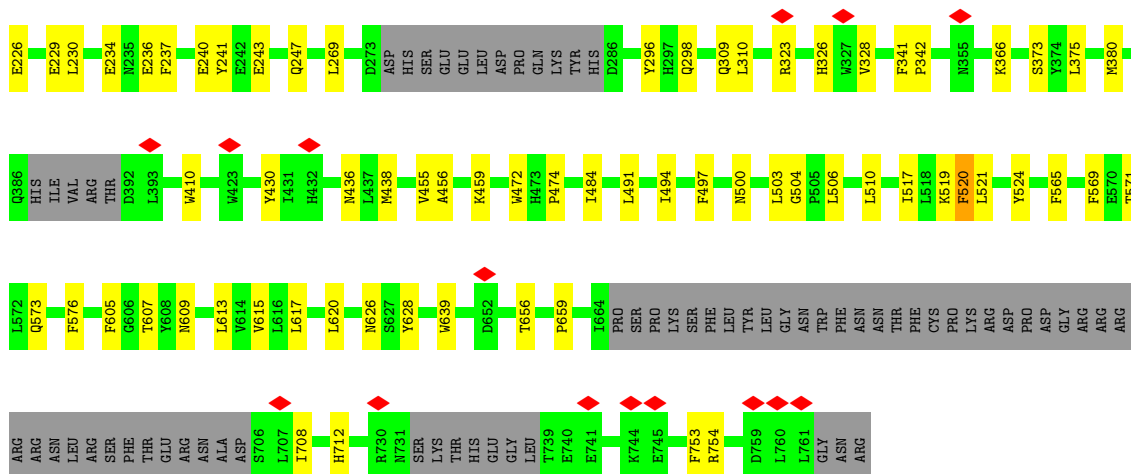 E226 E229 L230 E234 N235 E236 F237 E240 Y241 E242 E243 Q247 L269 D273 ASP HIS SER GLU GLU LEU ASP PRO GLN LYS TYR HIS D286 Y296 H297 Q298 Q309 L310 R323 H326 W327 V328 F341 P342 N355 K366 S373 Y374 L375 M380
Q386 HIS ILE VAL ARG THR D392 L393 W410 W423 Y430 I431 H432 N436 L437 M438 V455 A456 K459 W472 H473 P474 I484 L491 I494 F497 N500 L503 G504 P505 L506 L510 I517 L518 K519 F520 L521 Y524 F565 F569 E570 T571
L572 Q573 F576 F605 G606 T607 Y608 N609 L613 V614 V615 L616 L617 L620 N626 S627 Y628 W639 D652 T656 P659 I664 PRO SER PRO LYS SER PHE LEU TYR LEU GLY ASN TRP PHE ASN ASN THR PHE CYS PRO LYS ARG ASP PRO ASP GLY ARG ARG ARG
ARG ARG ASN LEU ARG SER PHE THR GLU ARG ASN ALA ASP S706 L707 I708 H712 R730 N731 SER LYS THR HIS GLU GLY LEU T739 E740 E741 K744 E745 F753 R754 D759 L760 L761 GLY ASN ARG